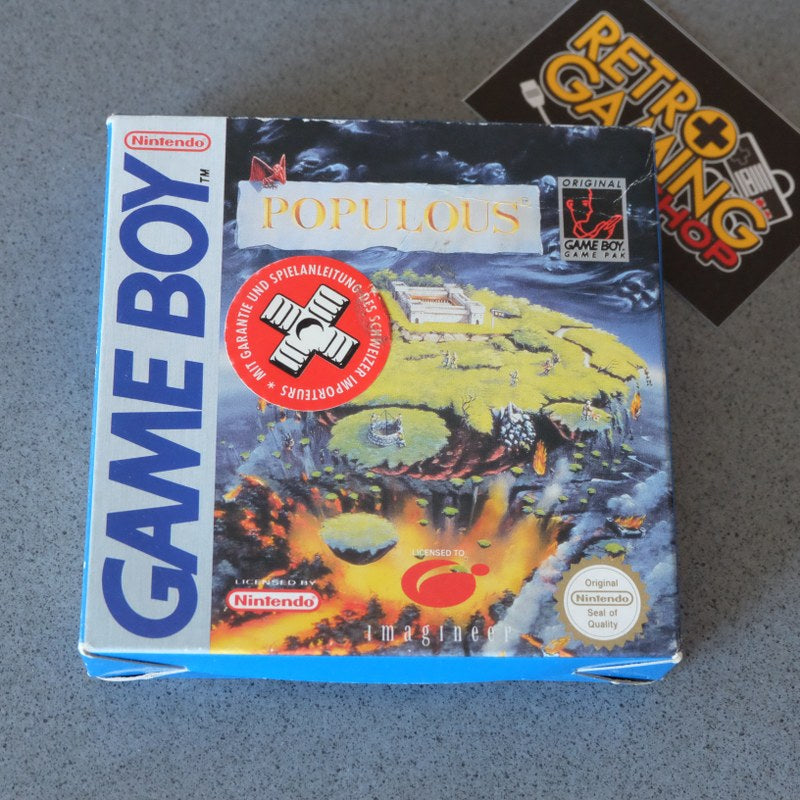 RETRO
GAMING
SHOP
Nintendo
GAME BOY™
POPULOUS
ORIGINAL
GAME BOY
GAME PAK
* MIT GARANTIE UND SPIELANLEITUNG DES SCHWEIZER IMPORTEURS
LICENSED BY
Nintendo
LICENSED TO
imagineer
Original
Nintendo
Seal of
Quality